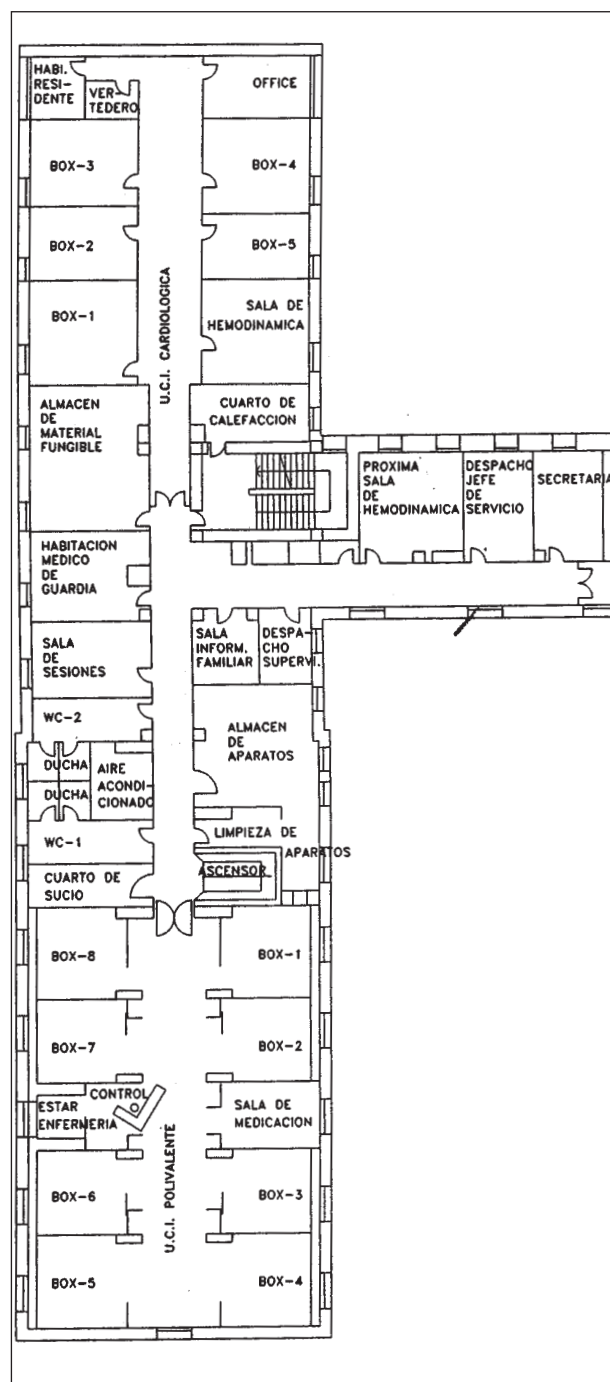 HABI.
RESI-
DENTE
VER-
TEDERO
OFFICE
BOX-3
BOX-4
BOX-2
BOX-5
BOX-1
SALA DE
HEMODINAMICA
U.C.I. CARDIOLOGICA
ALMACEN
DE
MATERIAL
FUNGIBLE
CUARTO DE
CALEFACCION
PROXIMA
SALA
DE
HEMODINAMICA
DESPACHO
JEFE
DE
SERVICIO
SECRETARIA
HABITACION
MEDICO
DE
GUARDIA
SALA
INFORM.
FAMILIAR
DESPA-
CHO
SUPERVI.
SALA
DE
SESIONES
WC-2
ALMACEN
DE
APARATOS
DUCHA
DUCHA
AIRE
ACONDI-
CIONADO
WC-1
LIMPIEZA DE
APARATOS
CUARTO DE
SUCIO
ASCENSOR
BOX-8
BOX-1
BOX-7
BOX-2
CONTROL
ESTAR
ENFERMERIA
SALA DE
MEDICACION
U.C.I. POLIVALENTE
BOX-6
BOX-3
BOX-5
BOX-4